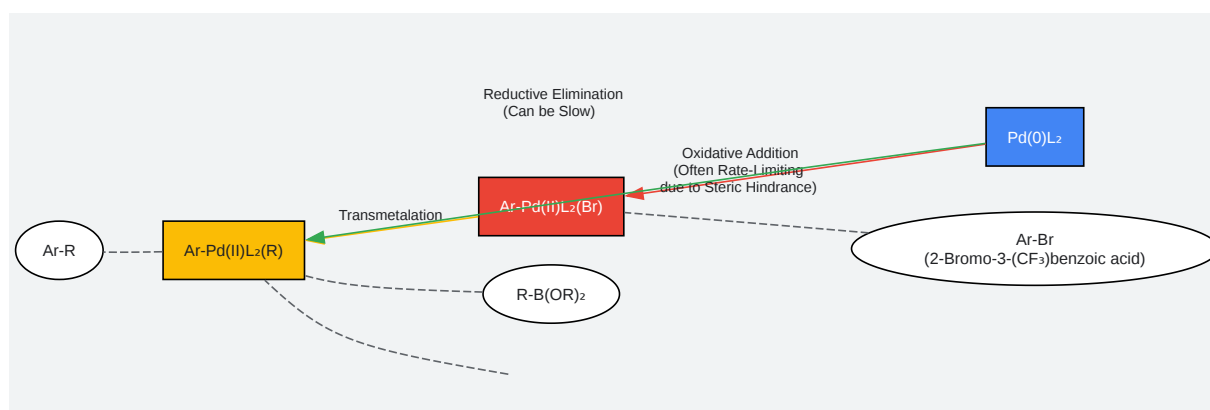 Reductive Elimination
(Can be Slow)
Pd(0)L₂
Oxidative Addition
(Often Rate-Limiting
due to Steric Hindrance)
Ar-Pd(II)L₂(Br)
Transmetalation
Ar-R
Ar-Pd(II)L₂(R)
Ar-Br
(2-Bromo-3-(CF₃)benzoic acid)
R-B(OR)₂